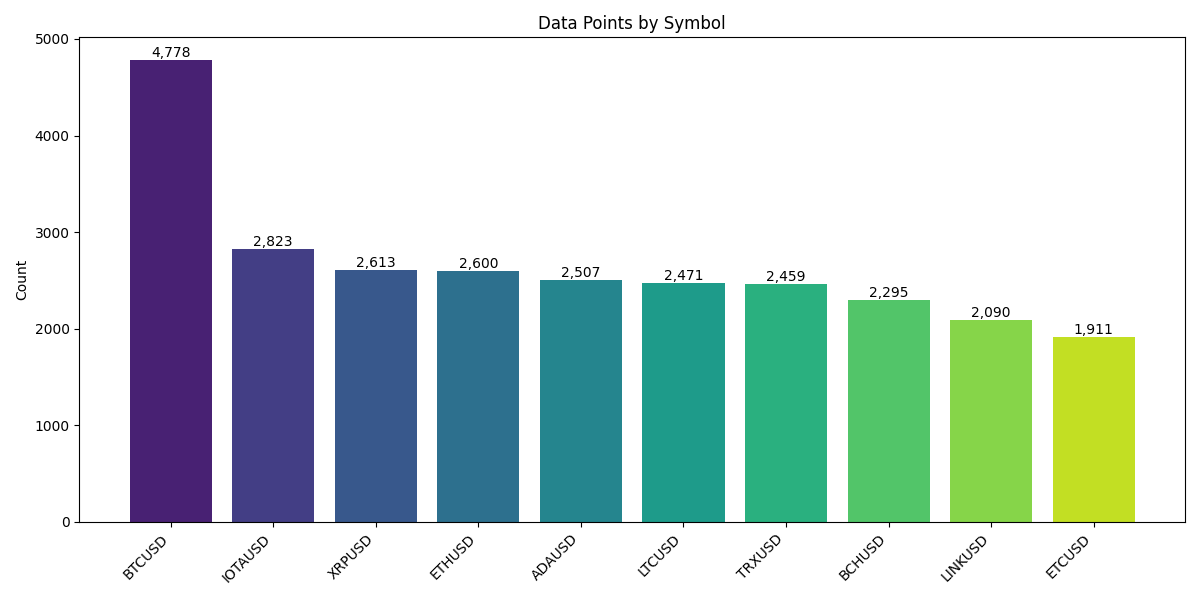 Data Points by Symbol
Count
5000
4000
3000
2000
1000
0
4,778
2,823
2,613
2,600
2,507
2,471
2,459
2,295
2,090
1,911
BTCUSD
IOTAUSD
XRPUSD
ETHUSD
ADAUSD
LTCUSD
TRXUSD
BCHUSD
LINKUSD
ETCUSD